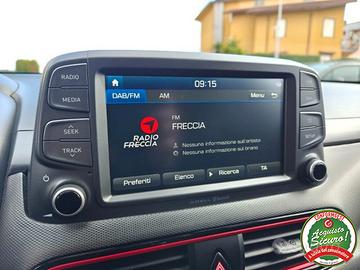 RADIO
MEDIA
SEEK
TRACK
09:15
DAB/FM
AM
Menu
FM
FRECCIA
RADIO
FRECCIA
Nessuna informazione sull'artista
Nessuna informazione sul brano
Preferiti
Elenco
Ricerca
TA
SETUP
Acquisto
Sicuro!